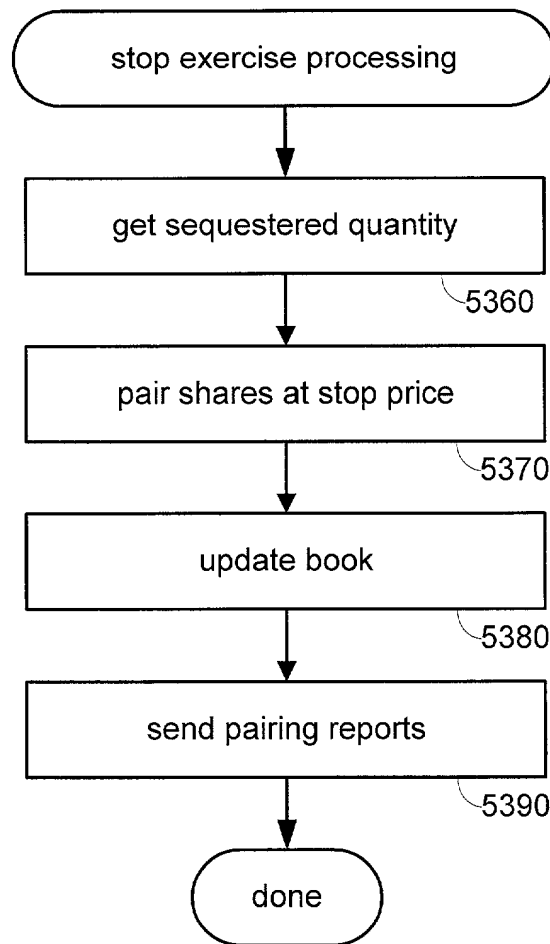 stop exercise processing
get sequestered quantity
5360
pair shares at stop price
5370
update book
5380
send pairing reports
5390
done